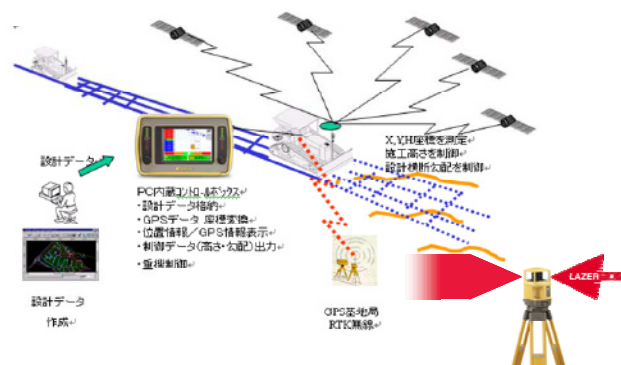 設計データ
PC内蔵コントロールボックス
・設計データ格納
・GPSデータ 座標変換
・位置情報/GPS情報表示
・制御データ(高さ・勾配)出力
・重機制御
X,Y,H座標を測定
施工高さを制御
設計横断勾配を制御
設計データ
作成
GPS基地局
RTK無線
LAZER